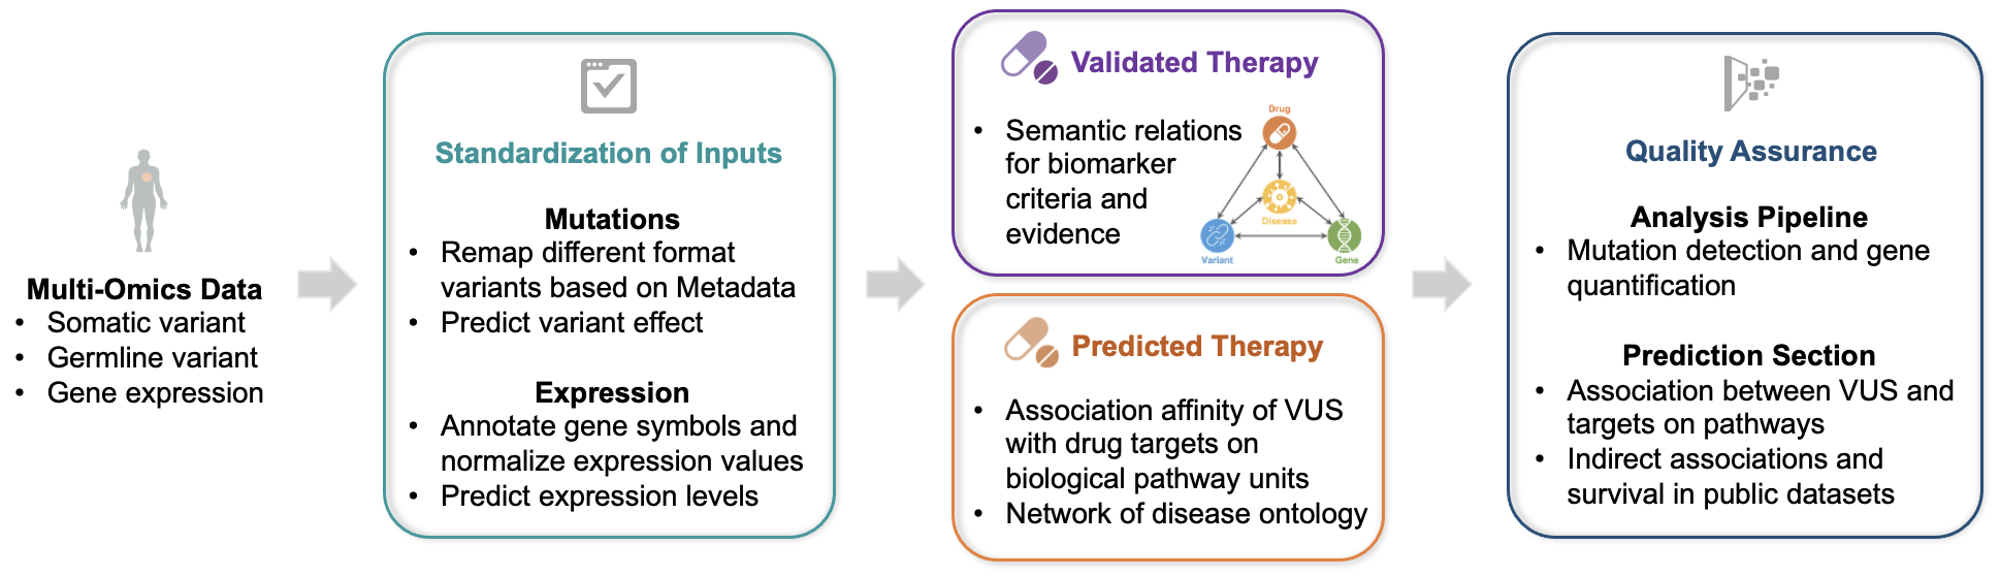 Multi-Omics Data
• Somatic variant
• Germline variant
• Gene expression
Standardization of Inputs
Mutations
• Remap different format
variants based on Metadata
• Predict variant effect
Expression
• Annotate gene symbols and
normalize expression values
• Predict expression levels
Validated Therapy
• Semantic relations
for biomarker
criteria and
evidence
Drug
Disease
Variant
Gene
Predicted Therapy
• Association affinity of VUS
with drug targets on
biological pathway units
• Network of disease ontology
Quality Assurance
Analysis Pipeline
• Mutation detection and gene
quantification
Prediction Section
• Association between VUS and
targets on pathways
• Indirect associations and
survival in public datasets